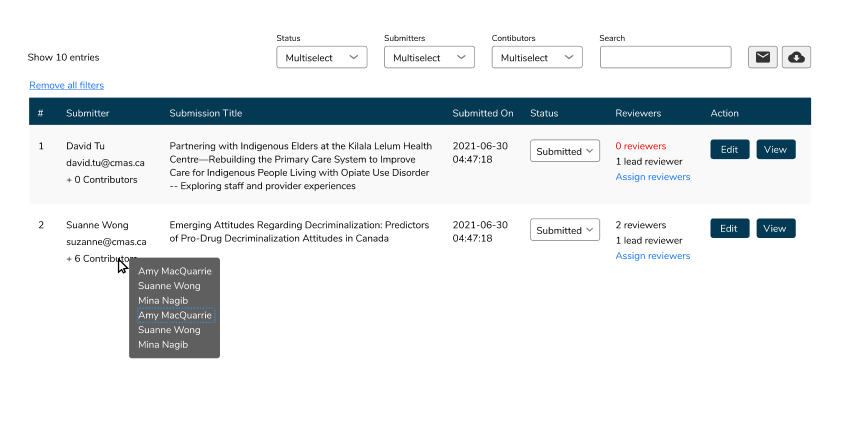 Status
Submitters
Contibutors
Search
Show 10 entries
Multiselect
Multiselect
Multiselect
Remove all filters
# Submitter Submission Title Submitted On Status Reviewers Action
1
David Tu
david.tu@cmas.ca
+ 0 Contributors
Partnering with Indigenous Elders at the Kilala Lelum Health
Centre—Rebuilding the Primary Care System to Improve
Care for Indigenous People Living with Opiate Use Disorder
-- Exploring staff and provider experiences
2021-06-30
04:47:18
Submitted
0 reviewers
1 lead reviewer
Assign reviewers
Edit
View
2
Suanne Wong
suzanne@cmas.ca
+ 6 Contributors
Emerging Attitudes Regarding Decriminalization: Predictors
of Pro-Drug Decriminalization Attitudes in Canada
2021-06-30
04:47:18
Submitted
2 reviewers
1 lead reviewer
Assign reviewers
Edit
View
Amy MacQuarrie
Suanne Wong
Mina Nagib
Amy MacQuarrie
Suanne Wong
Mina Nagib